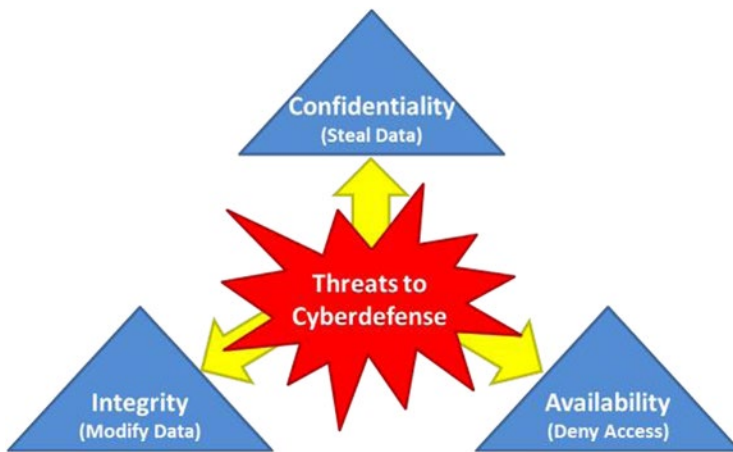 Confidentiality
(Steal Data)
Threats to
Cyberdefense
Integrity
(Modify Data)
Availability
(Deny Access)